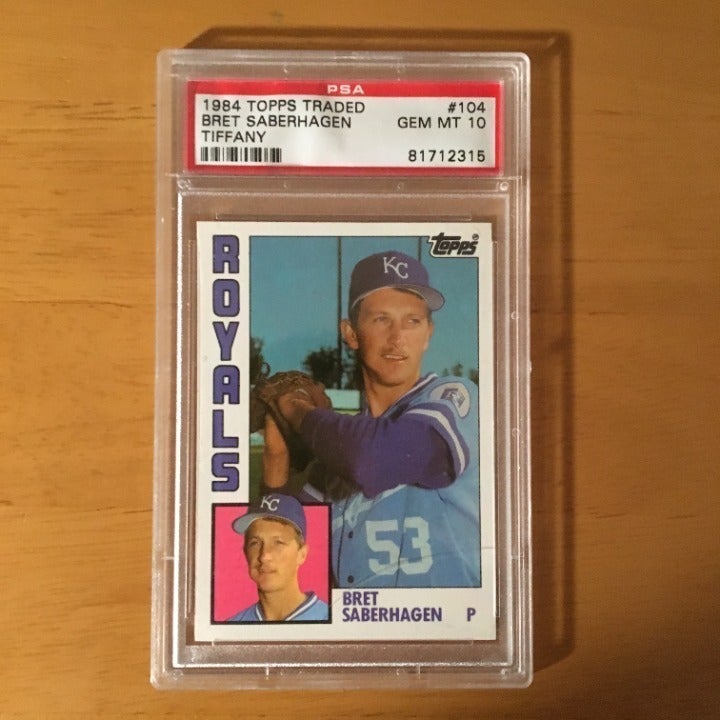 PSA
1984 TOPPS TRADED #104
BRET SABERHAGEN GEM MT 10
TIFFANY
81712315
Topps
ROYALS
KC
53
KC
BRET
SABERHAGEN P